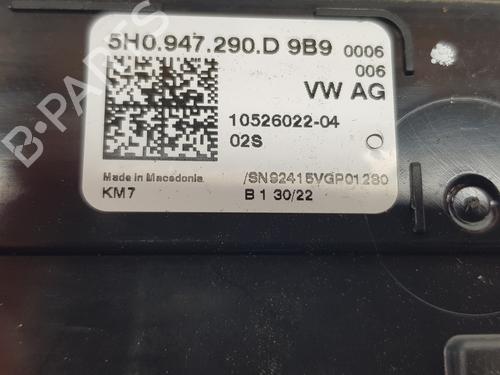 5H0.947.290.D 9B9 0006
006
VW AG
10526022-04
02S
Made in Macedonia
/SN92415VGP01280
KM7
B 1 30/22